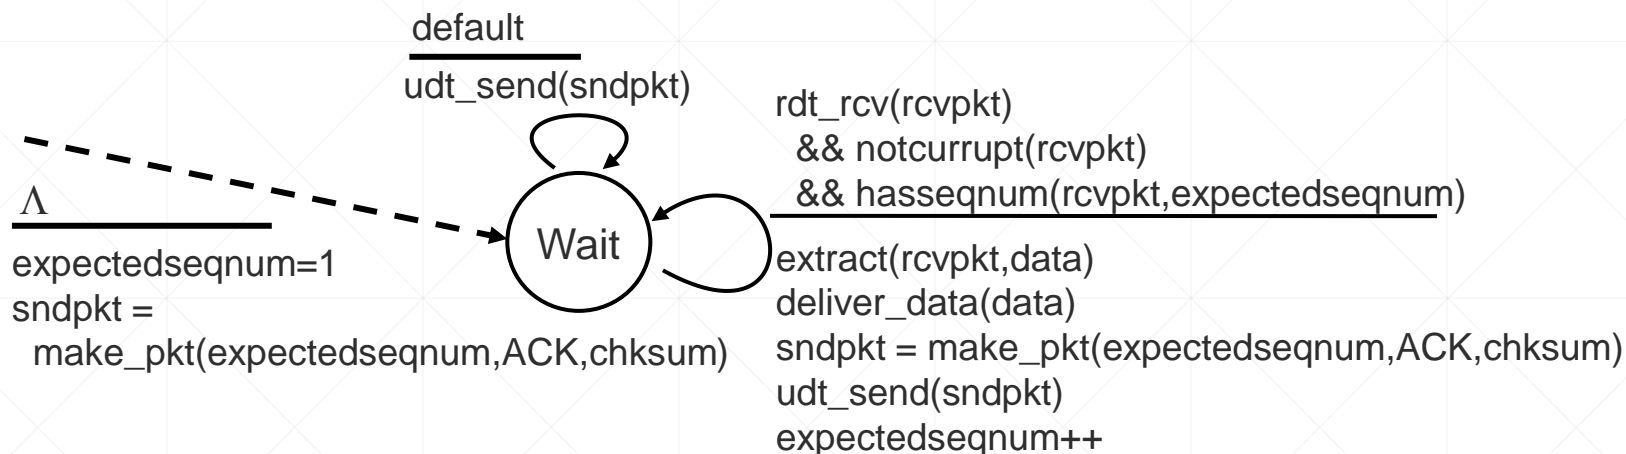 default
udt_send(sndpkt)
Λ
expectedseqnum=1
sndpkt =
make_pkt(expectedseqnum,ACK,chksum)
Wait
rdt_rcv(rcvpkt)
&& notcurrupt(rcvpkt)
&& hasseqnum(rcvpkt,expectedseqnum)
extract(rcvpkt,data)
deliver_data(data)
sndpkt = make_pkt(expectedseqnum,ACK,chksum)
udt_send(sndpkt)
expectedseqnum++